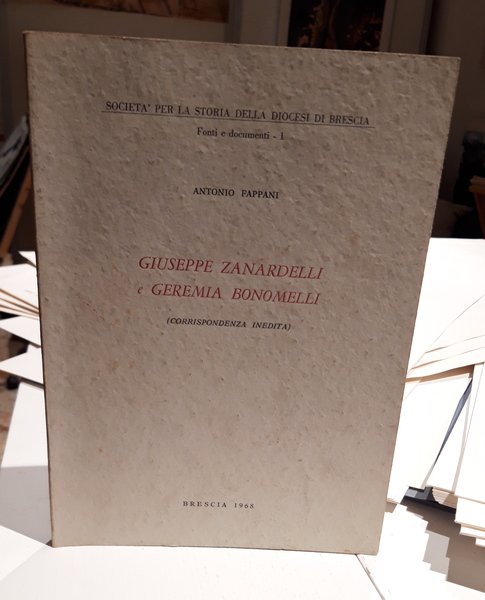 SOCIETA' PER LA STORIA DELLA DIOCESI DI BRESCIA
Fonti e documenti - 1
ANTONIO FAPPANI
GIUSEPPE ZANARDELLI
e GEREMIA BONOMELLI
(CORRISPONDENZA INEDITA)
BRESCIA 1968